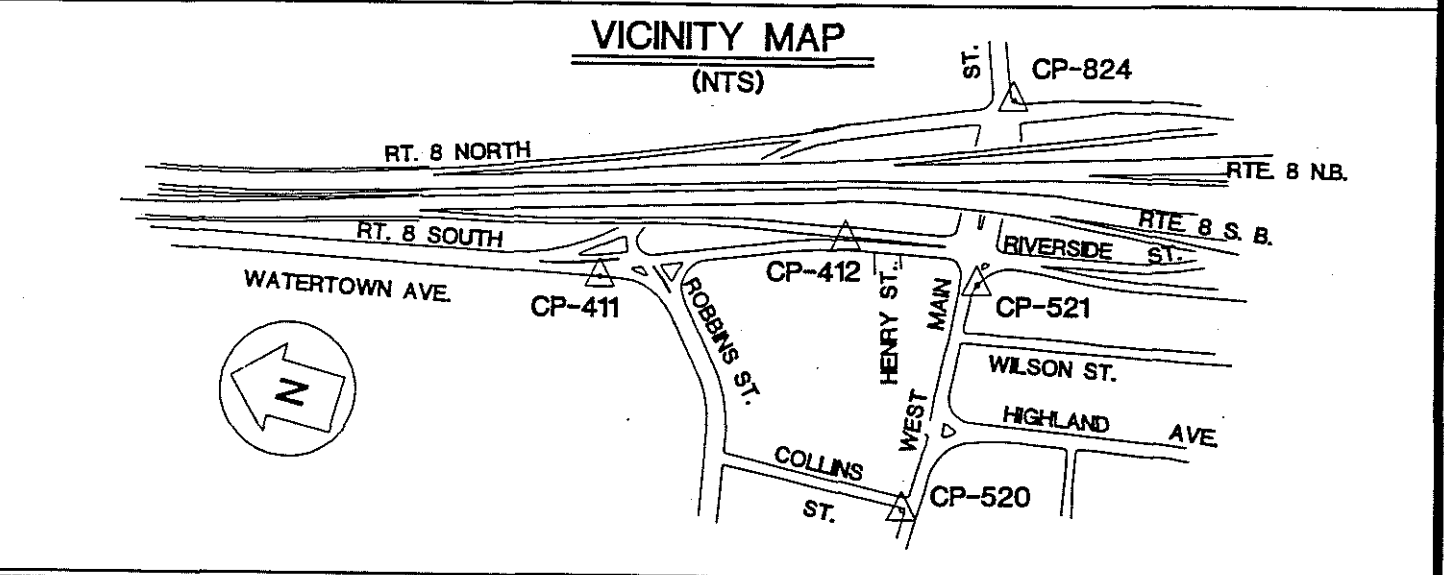 VICINITY MAP
(NTS)
ST.
CP-824
RT. 8 NORTH
RTE. 8 N.B.
RTE. 8 S. B.
RT. 8 SOUTH
RIVERSIDE ST.
WATERTOWN AVE.
CP-411
CP-412
CP-521
ROBBINS ST.
HENRY ST.
WEST MAIN
WILSON ST.
HIGHLAND AVE.
N
COLLINS ST.
CP-520